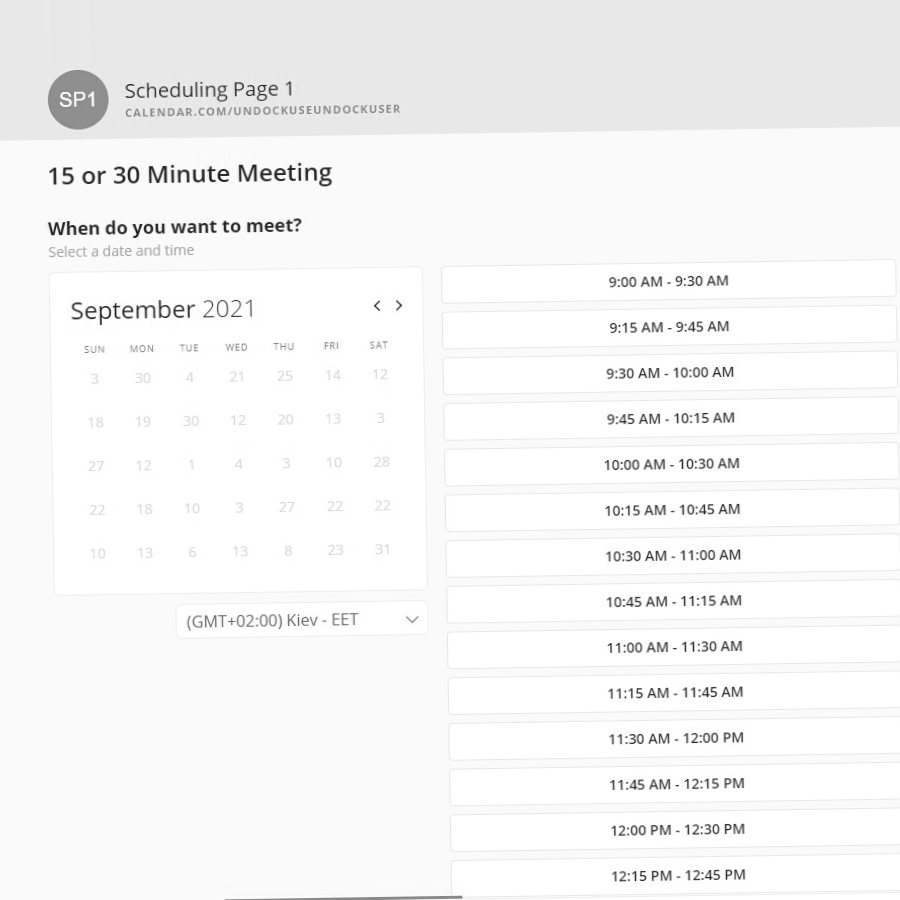 SP1
Scheduling Page 1
CALENDAR.COM/UNDOCKUSEUNDOCKUSER
15 or 30 Minute Meeting
When do you want to meet?
Select a date and time
September 2021
SUN MON TUE WED THU FRI SAT
3 30 4 21 25 14 12
18 19 30 12 20 13 3
27 12 1 4 3 10 28
22 18 10 3 27 22 22
10 13 6 13 8 23 31
(GMT+02:00) Kiev - EET
9:00 AM - 9:30 AM
9:15 AM - 9:45 AM
9:30 AM - 10:00 AM
9:45 AM - 10:15 AM
10:00 AM - 10:30 AM
10:15 AM - 10:45 AM
10:30 AM - 11:00 AM
10:45 AM - 11:15 AM
11:00 AM - 11:30 AM
11:15 AM - 11:45 AM
11:30 AM - 12:00 PM
11:45 AM - 12:15 PM
12:00 PM - 12:30 PM
12:15 PM - 12:45 PM